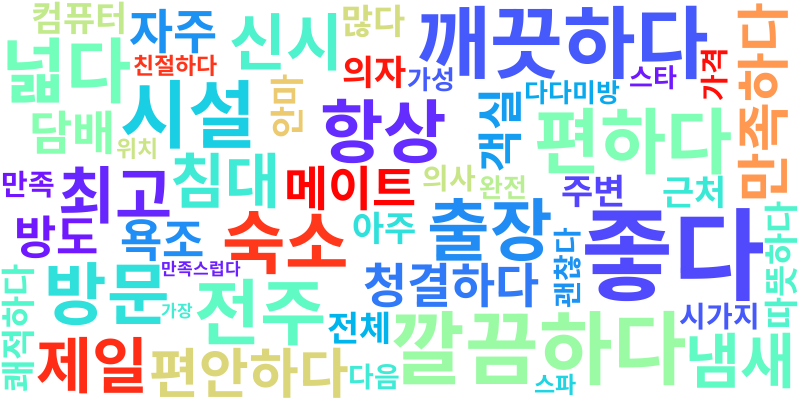 컴퓨터
자주
신시
많다
깨끗하다
만족하다
넓다
친절하다
의자
가성
스타
가격
시설
안마
항상
객실
다다미방
담배
위치
편하다
만족
최고
침대
메이트
의사
완전
주변
근처
방도
욕조
숙소
아주
출장
괜찮다
좋다
따뜻하다
쾌적하다
방문
만족스럽다
가장
전주
청결하다
전체
시가지
제일
편안하다
다음
깔끔하다
스파
냄새